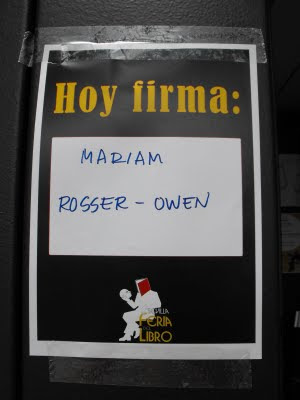 Hoy firma:
MARIAM
ROSSER - OWEN
FERIA
LIBRO